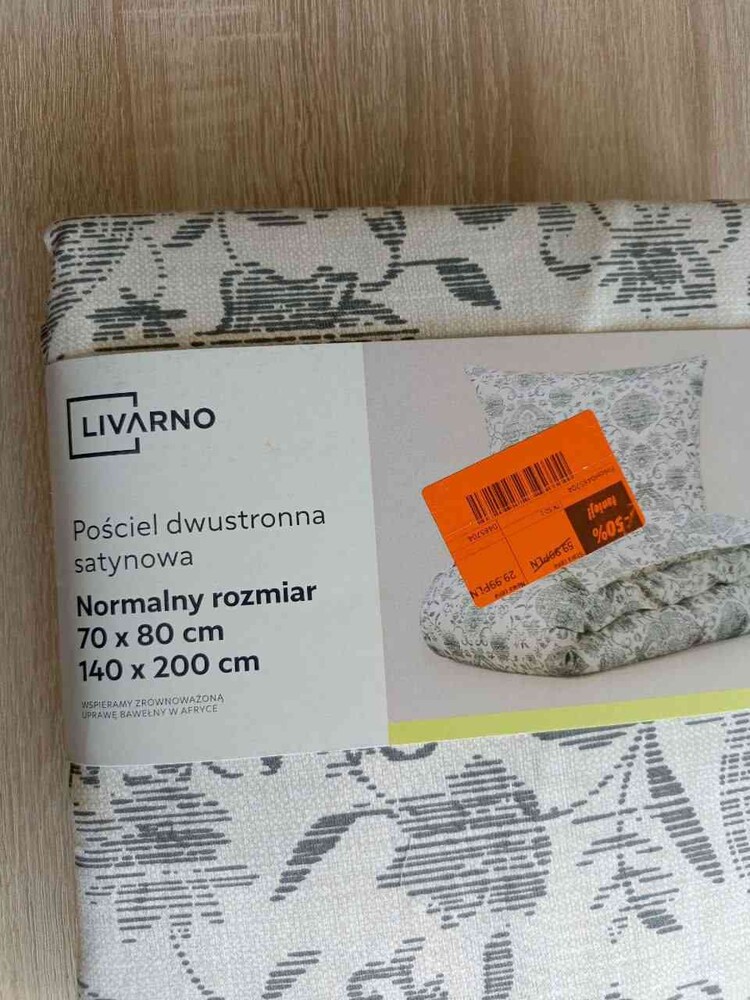 LIVARNO
Pościel dwustronna
satynowa
Normalny rozmiar
70 x 80 cm
140 x 200 cm
WSPIERAMY ZRÓWNOWAŻONĄ
UPRAWĘ BAWEŁNY W AFRYCE
-50%
taniej!
59.99PLN
29.99PLN
0465704